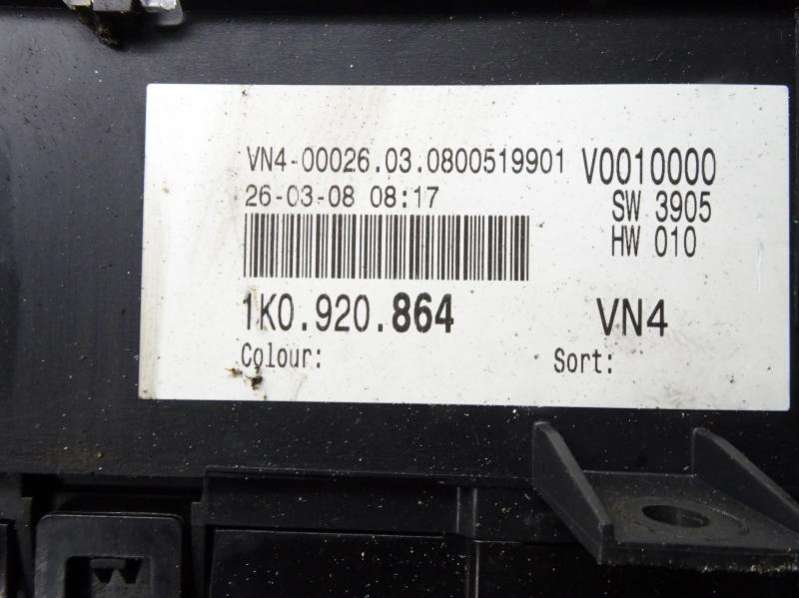 VN4-00026.03.0800519901 V0010000
26-03-08 08:17 SW 3905
HW 010
1K0.920.864 VN4
Colour: Sort: